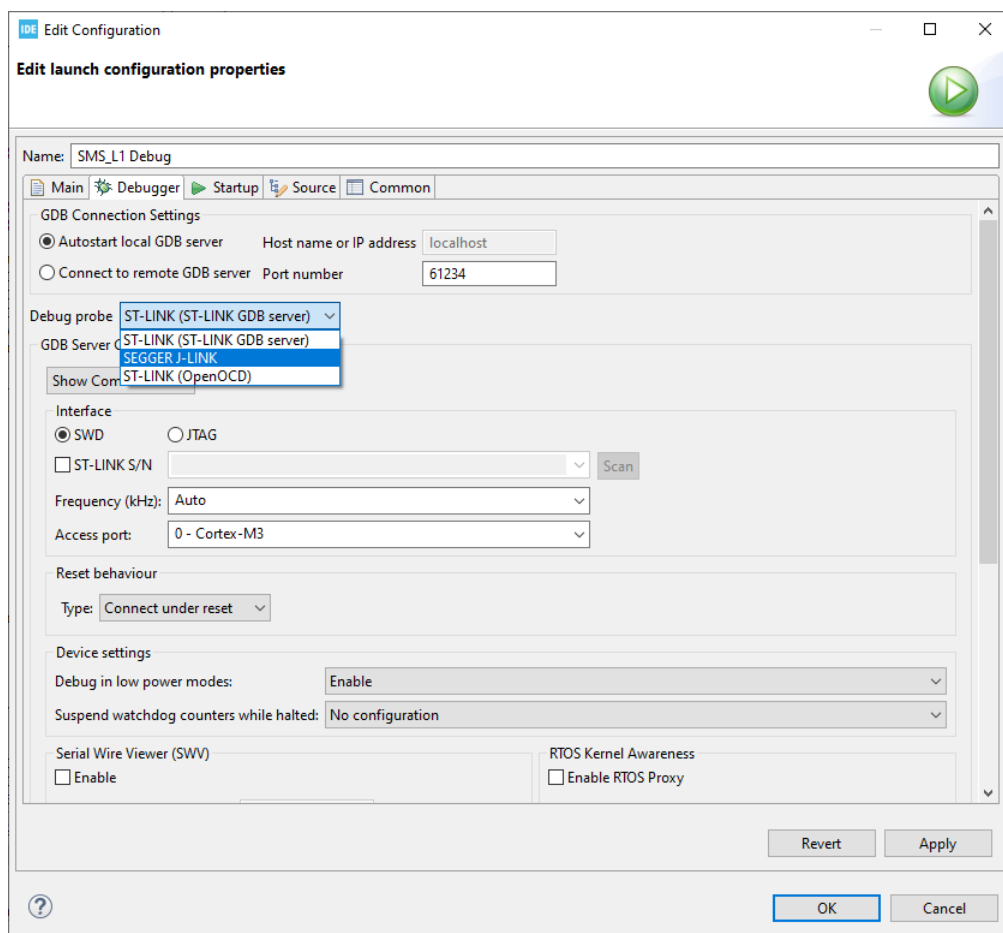 IDE Edit Configuration
Edit launch configuration properties
Name: SMS_L1 Debug
Main Debugger Startup Source Common
GDB Connection Settings
Autostart local GDB server Host name or IP address localhost
Connect to remote GDB server Port number 61234
Debug probe ST-LINK (ST-LINK GDB server)
ST-LINK (ST-LINK GDB server)
GDB Server
SEGGER J-LINK
Show Com
ST-LINK (OpenOCD)
Interface
SWD JTAG
ST-LINK S/N Scan
Frequency (kHz): Auto
Access port: 0 - Cortex-M3
Reset behaviour
Type: Connect under reset
Device settings
Debug in low power modes: Enable
Suspend watchdog counters while halted: No configuration
Serial Wire Viewer (SWV) RTOS Kernel Awareness
Enable Enable RTOS Proxy
Revert Apply
? OK Cancel